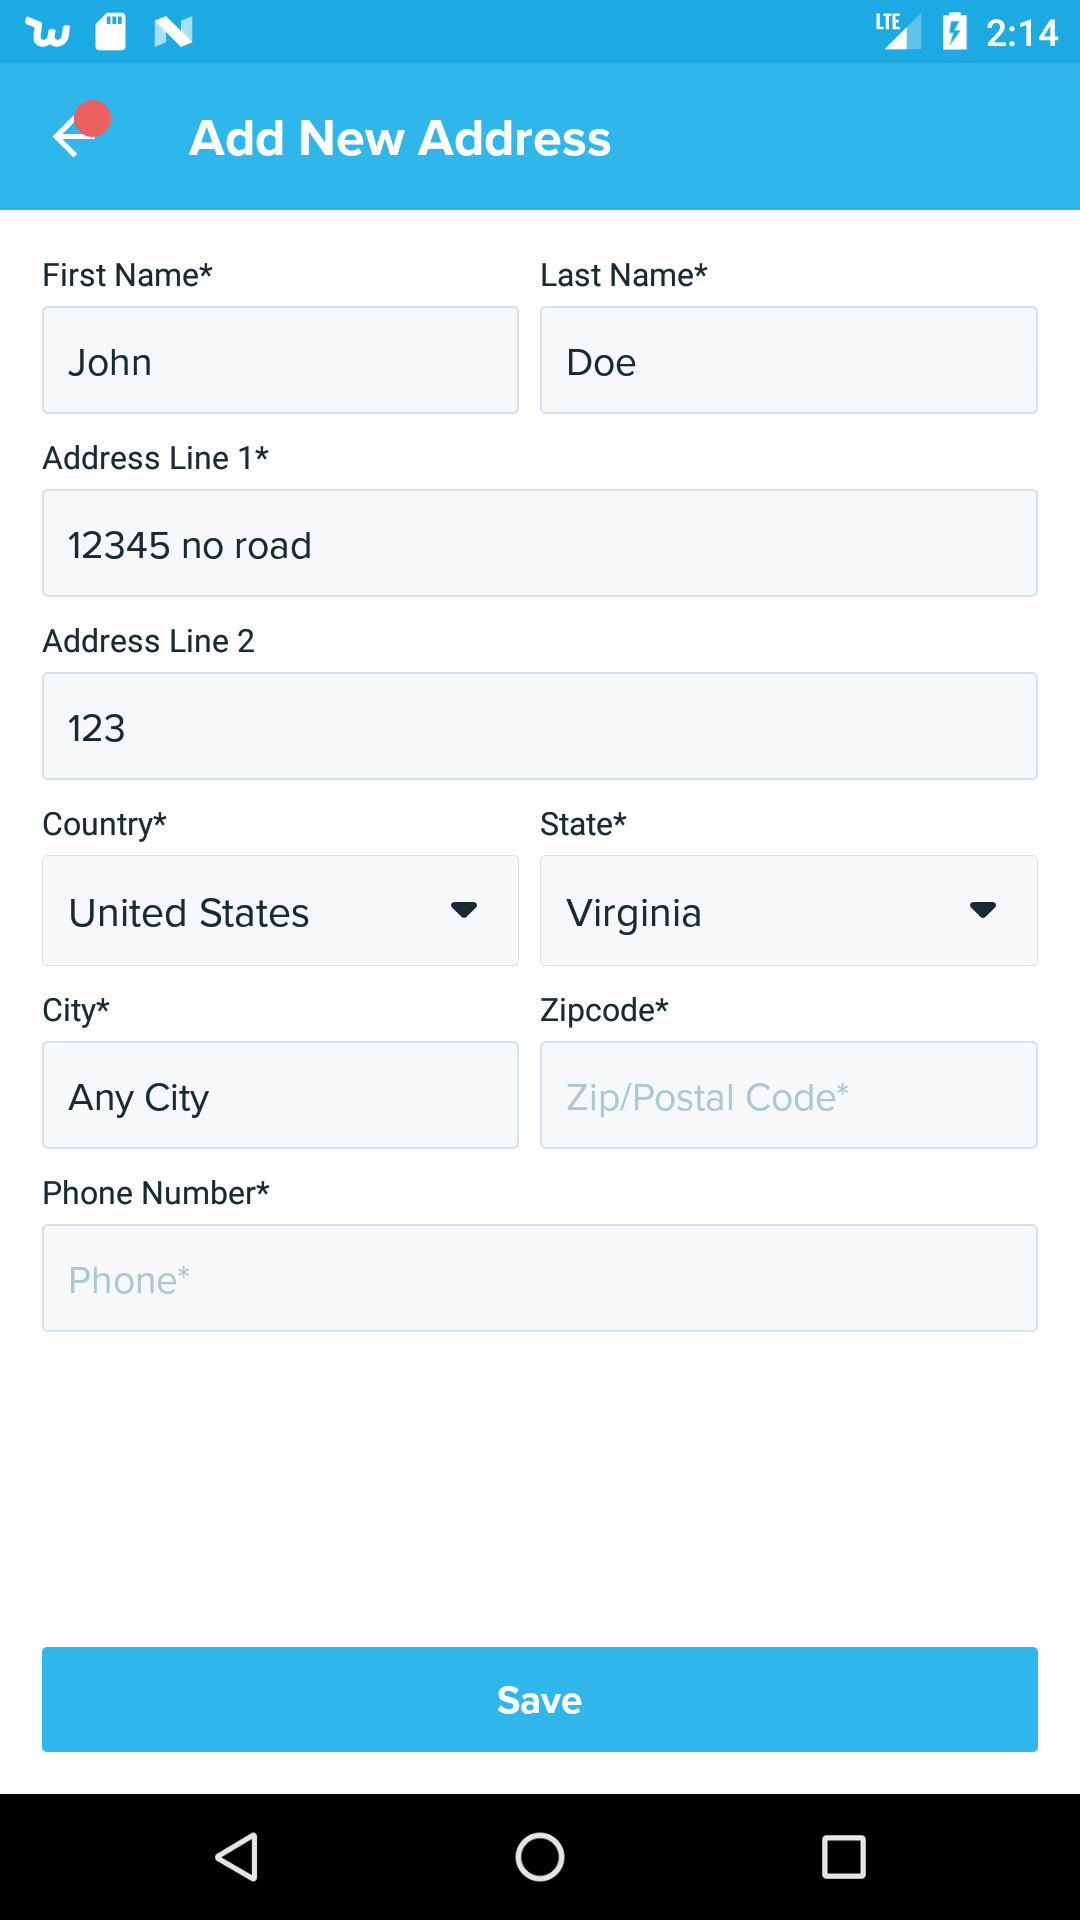 LTE 2:14
Add New Address
First Name* Last Name*
John Doe
Address Line 1*
12345 no road
Address Line 2
123
Country* State*
United States Virginia
City* Zipcode*
Any City Zip/Postal Code*
Phone Number*
Phone*
Save